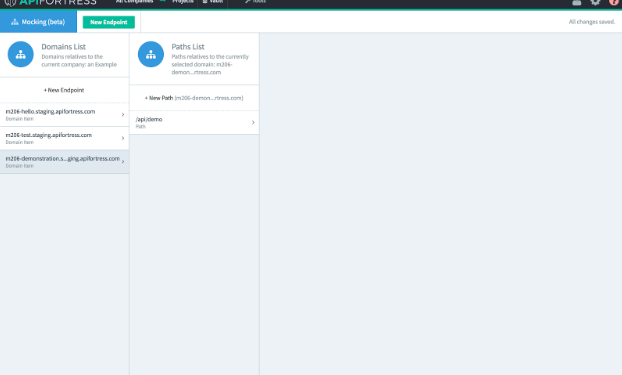 APIFORTRESS All Companies Projects Vault Tools ?
Mocking (beta) New Endpoint All changes saved.
Domains List
Domains relatives to the
current company: an Example
+ New Endpoint
m206-hello.staging.apifortress.com
Domain Item
m206-test.staging.apifortress.com
Domain Item
m206-demonstration.s...ging.apifortress.com
Domain Item
Paths List
Paths relatives to the currently
selected domain: m206-
demon...rtress.com
+ New Path (m206-demon...rtress.com)
/api/demo
Path